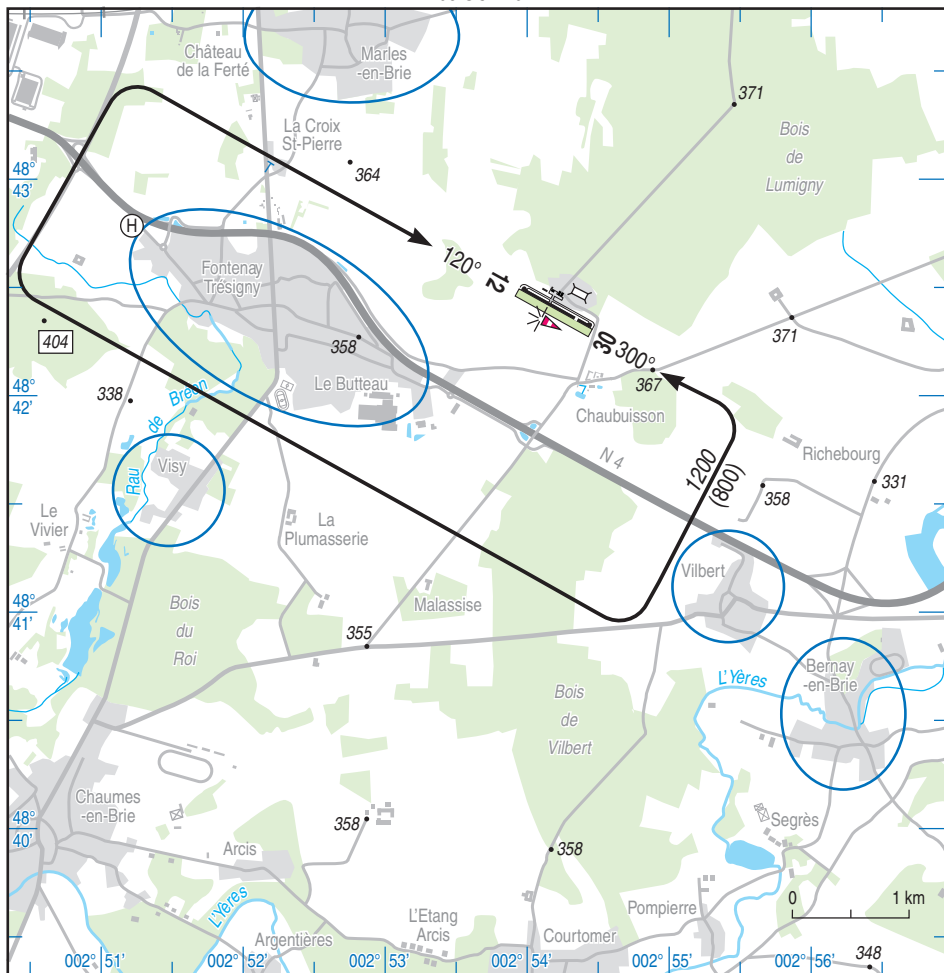 Château
de la Ferté
Marles
-en-Brie
371
La Croix
St-Pierre
364
Bois
de
Lumigny
48°
43'
H
120°
12
Fontenay
Trésigny
30
300°
371
404
358
367
48°
42'
338
Le Butteau
Chaubuisson
Rau de Bréon
Visy
N 4
1200
(800)
Richebourg
358
331
Le
Vivier
La
Plumasserie
Vilbert
Malassise
48°
41'
Bois
du
Roi
355
Bernay
-en-Brie
L'Yères
Bois
de
Vilbert
Chaumes
-en-Brie
48°
40'
358
Segrès
Arcis
358
L'Yères
L'Etang
Arcis
Pompierre
0 1 km
Argentières
Courtomer
348
002° 51'
002° 52'
002° 53'
002° 54'
002° 55'
002° 56'